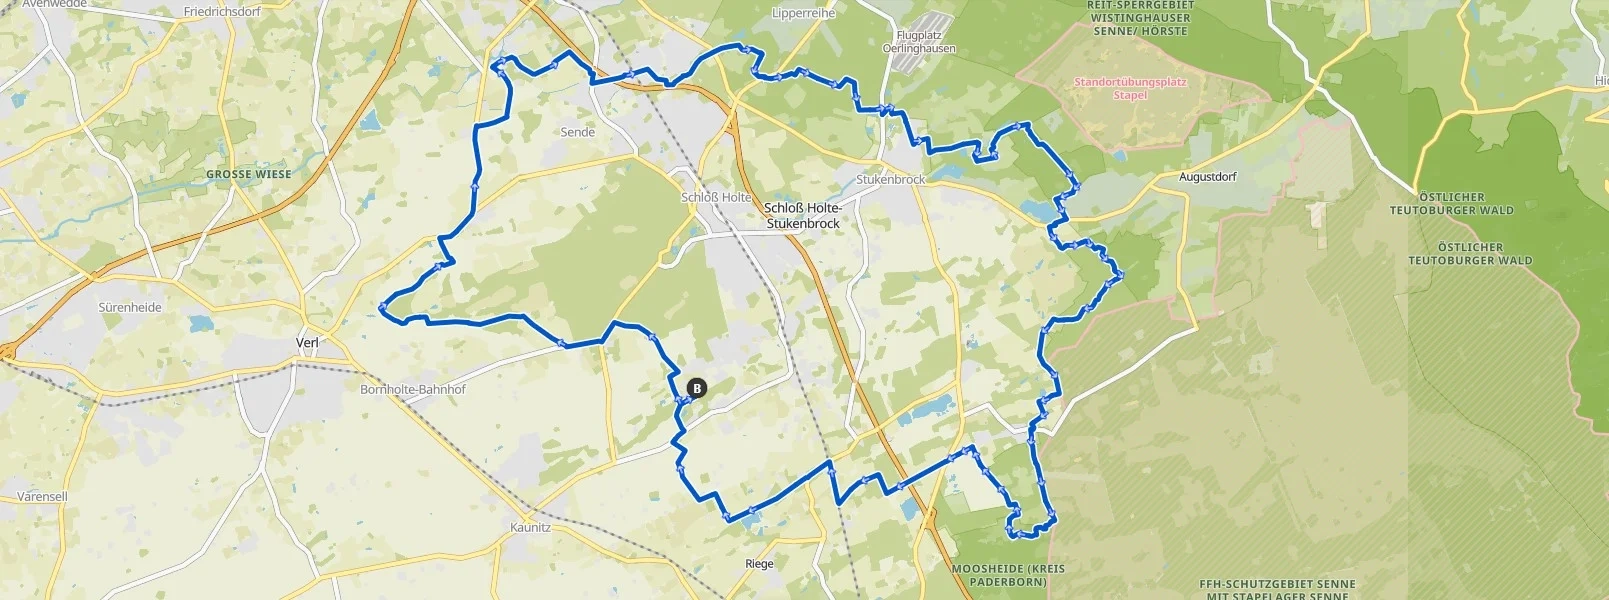 Avenwedde
Friedrichsdorf
Lipperreihe
REIT-SPERRGEBIET
WISTINGHAUSER
SENNE/ HÖRSTE
Flugplatz
Oerlinghausen
Standortübungsplatz
Stapel
Sende
GROSSE WIESE
Stukenbrock
Augustdorf
Schloß Holte
Schloß Holte-
Stukenbrock
ÖSTLICHER
TEUTOBURGER WALD
ÖSTLICHER
TEUTOBURGER WALD
Sürenheide
Verl
Bornholte-Bahnhof
B
Varensell
Kaunitz
Riege
MOOSHEIDE (KREIS
PADERBORN)
FFH-SCHUTZGEBIET SENNE
MIT STAPELLAGER SENNE